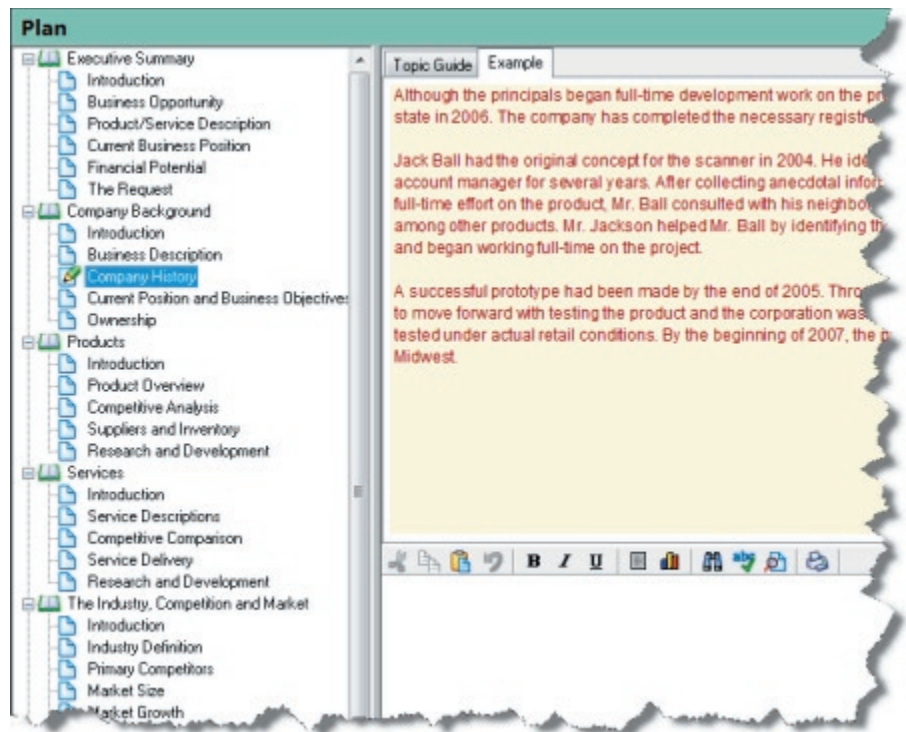 Plan
Executive Summary
Introduction
Business Opportunity
Product/Service Description
Current Business Position
Financial Potential
The Request
Company Background
Introduction
Business Description
Company History
Current Position and Business Objectives
Ownership
Products
Introduction
Product Overview
Competitive Analysis
Suppliers and Inventory
Research and Development
Services
Introduction
Service Descriptions
Competitive Comparison
Service Delivery
Research and Development
The Industry, Competition and Market
Introduction
Industry Definition
Primary Competitors
Market Size
Market Growth
Topic Guide Example
Although the principals began full-time development work on the
state in 2006. The company has completed the necessary
Jack Ball had the original concept for the scanner in 2004. He
account manager for several years. After collecting anecdotal
full-time effort on the product, Mr. Ball consulted with his
among other products. Mr. Jackson helped Mr. Ball by identifying
and began working full-time on the project.
A successful prototype had been made by the end of 2005.
to move forward with testing the product and the corporation was
tested under actual retail conditions. By the beginning of 2007, the
Midwest.
B I U abc